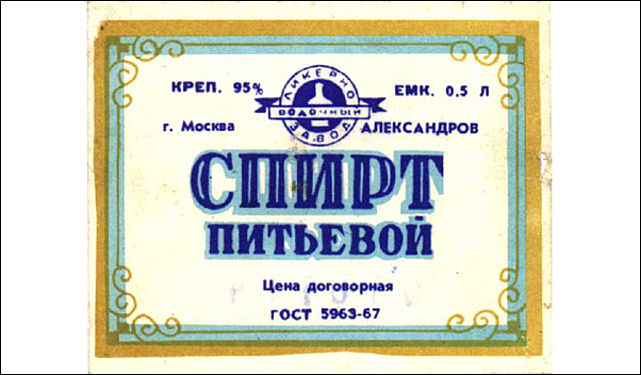 КРЕП. 95%
ЛИКЕРНО
ВОДОЧНЫЙ
ЗАВОД
ЕМК. 0,5 Л
г. Москва
АЛЕКСАНДРОВ
СПИРТ
ПИТЬЕВОЙ
Цена договорная
ГОСТ 5963-67